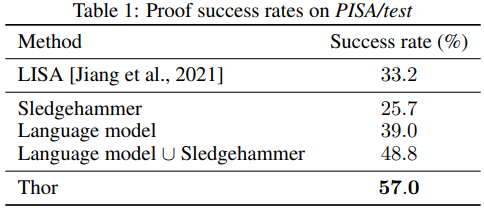 Table 1: Proof success rates on PISA/test
Method Success rate (%)
LISA [Jiang et al., 2021] 33.2
Sledgehammer 25.7
Language model 39.0
Language model ∪ Sledgehammer 48.8
Thor 57.0